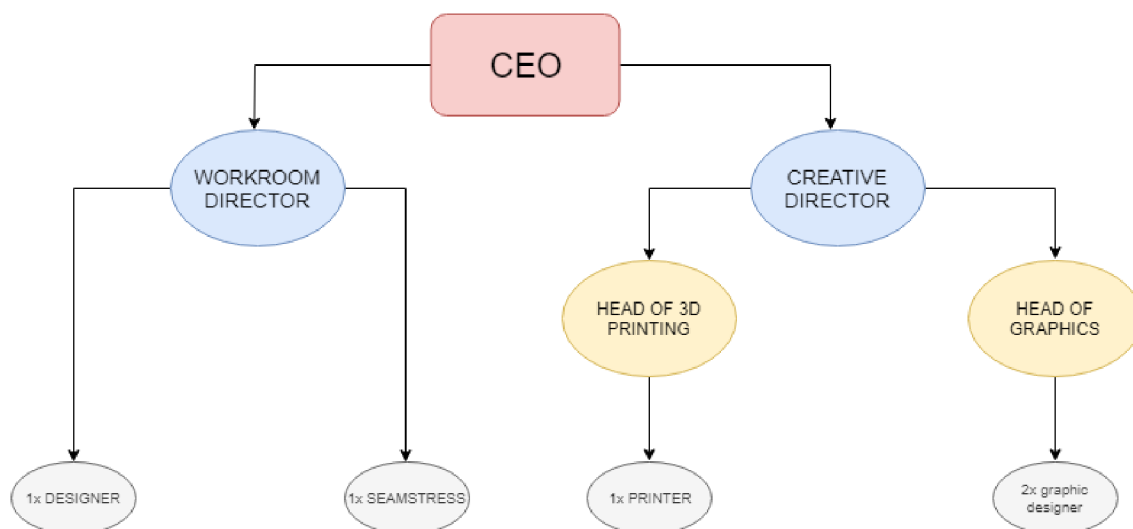 CEO
WORKROOM
DIRECTOR
CREATIVE
DIRECTOR
HEAD OF 3D
PRINTING
HEAD OF
GRAPHICS
1x DESIGNER
1x SEAMSTRESS
1x PRINTER
2x graphic
designer